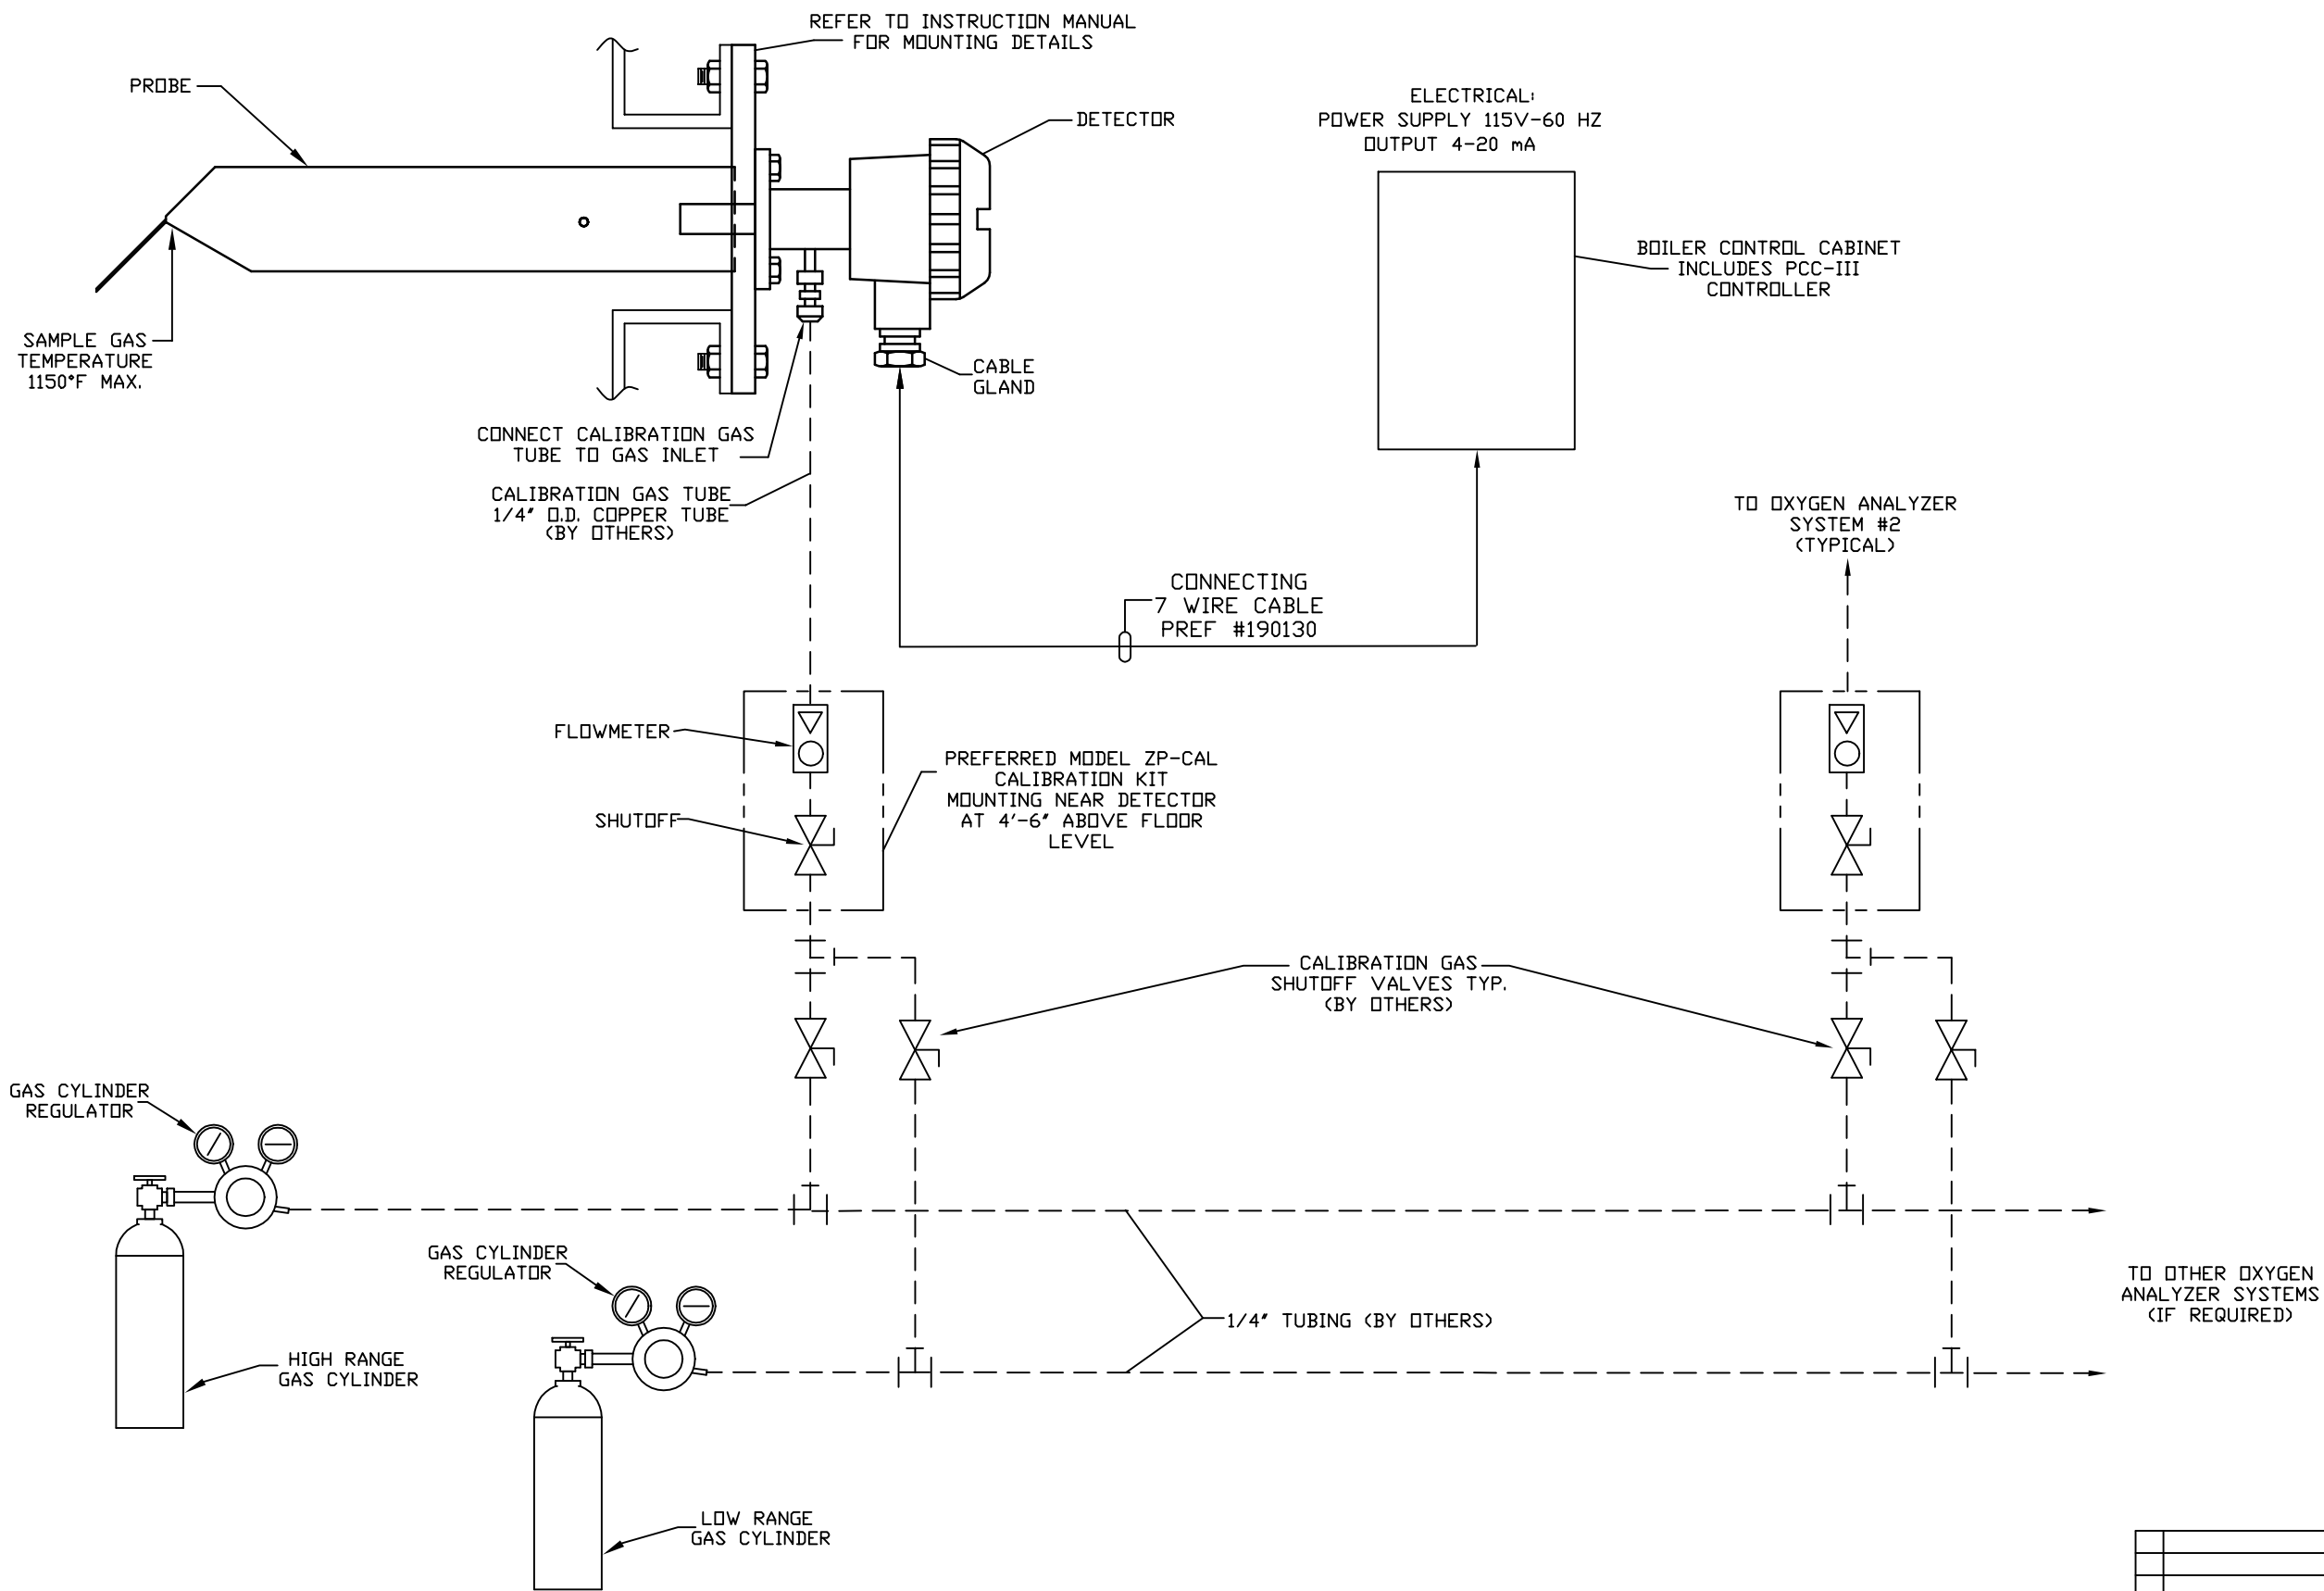 REFER TO INSTRUCTION MANUAL
FOR MOUNTING DETAILS
PROBE
DETECTOR
ELECTRICAL:
POWER SUPPLY 115V-60 HZ
OUTPUT 4-20 mA
BOILER CONTROL CABINET
INCLUDES PCC-III
CONTROLLER
SAMPLE GAS
TEMPERATURE
1150°F MAX.
CABLE
GLAND
CONNECT CALIBRATION GAS
TUBE TO GAS INLET
CALIBRATION GAS TUBE
1/4" O.D. COPPER TUBE
(BY OTHERS)
TO OXYGEN ANALYZER
SYSTEM #2
(TYPICAL)
CONNECTING
7 WIRE CABLE
PREF #190130
FLOWMETER
PREFERRED MODEL ZP-CAL
CALIBRATION KIT
MOUNTING NEAR DETECTOR
AT 4'-6" ABOVE FLOOR
LEVEL
SHUTOFF
CALIBRATION GAS
SHUTOFF VALVES TYP.
(BY OTHERS)
GAS CYLINDER
REGULATOR
GAS CYLINDER
REGULATOR
TO OTHER OXYGEN
ANALYZER SYSTEMS
(IF REQUIRED)
1/4" TUBING (BY OTHERS)
HIGH RANGE
GAS CYLINDER
LOW RANGE
GAS CYLINDER